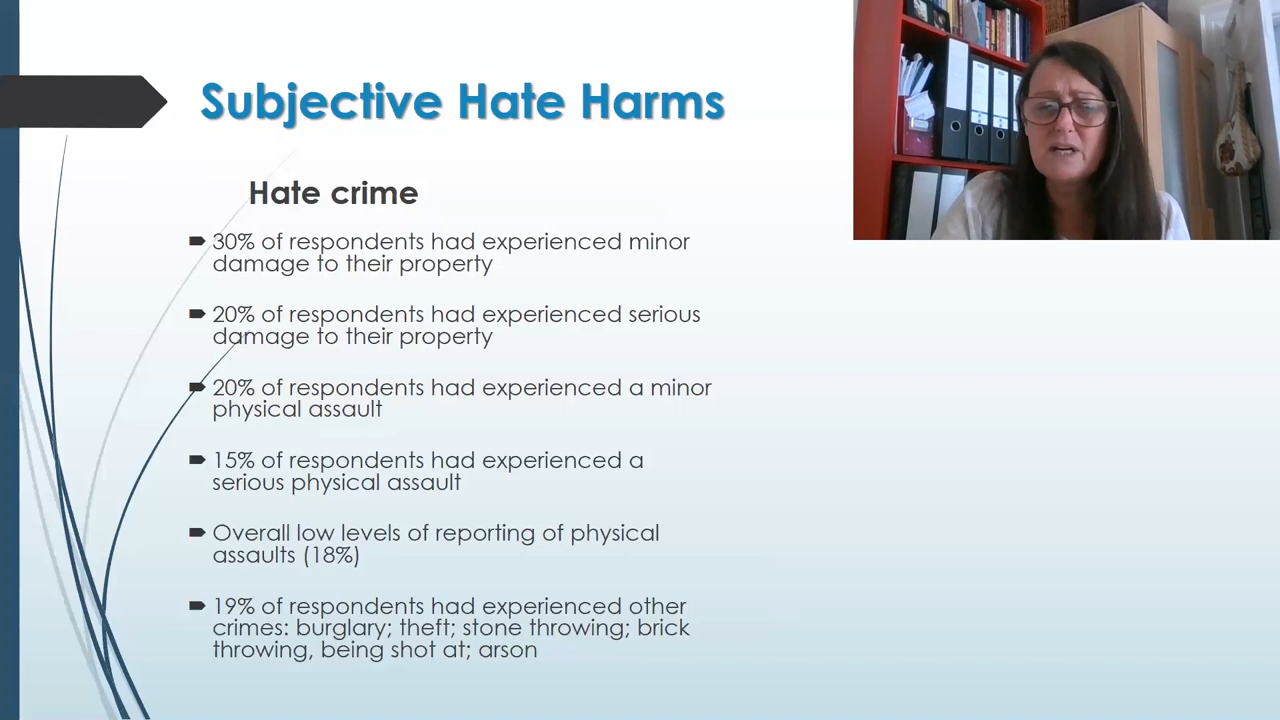 Subjective Hate Harms
Hate crime
30% of respondents had experienced minor
damage to their property
20% of respondents had experienced serious
damage to their property
20% of respondents had experienced a minor
physical assault
15% of respondents had experienced a
serious physical assault
Overall low levels of reporting of physical
assaults (18%)
19% of respondents had experienced other
crimes: burglary; theft; stone throwing; brick
throwing, being shot at; arson